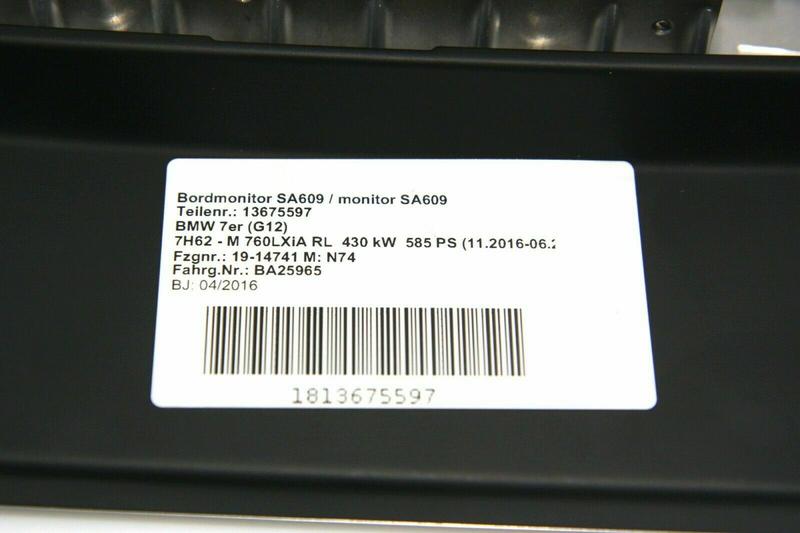 Bordmonitor SA609 / monitor SA609
Teilenr.: 13675597
BMW 7er (G12)
7H62 - M 760LXiA RL 430 kW 585 PS (11.2016-06.2
Fzgnr.: 19-14741 M: N74
Fahrg.Nr.: BA25965
BJ: 04/2016
1813675597